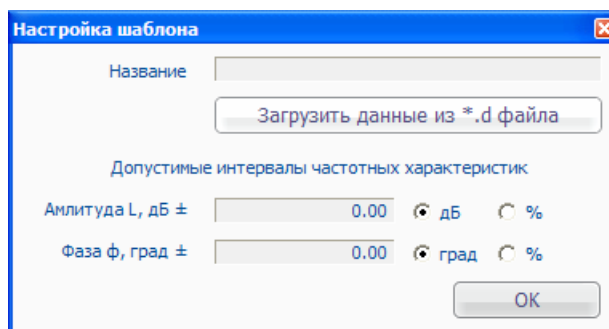 Настройка шаблона
Название
Загрузить данные из *.d файла
Допустимые интервалы частотных характеристик
Амлитуда L, дБ ± 0.00 дБ %
Фаза ф, град ± 0.00 град %
OK